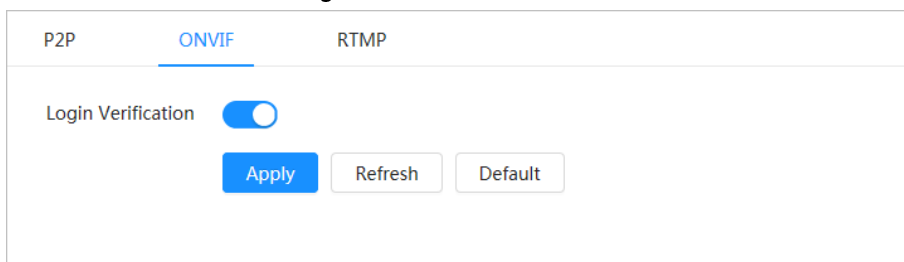 P2P ONVIF RTMP
Login Verification
Apply Refresh Default